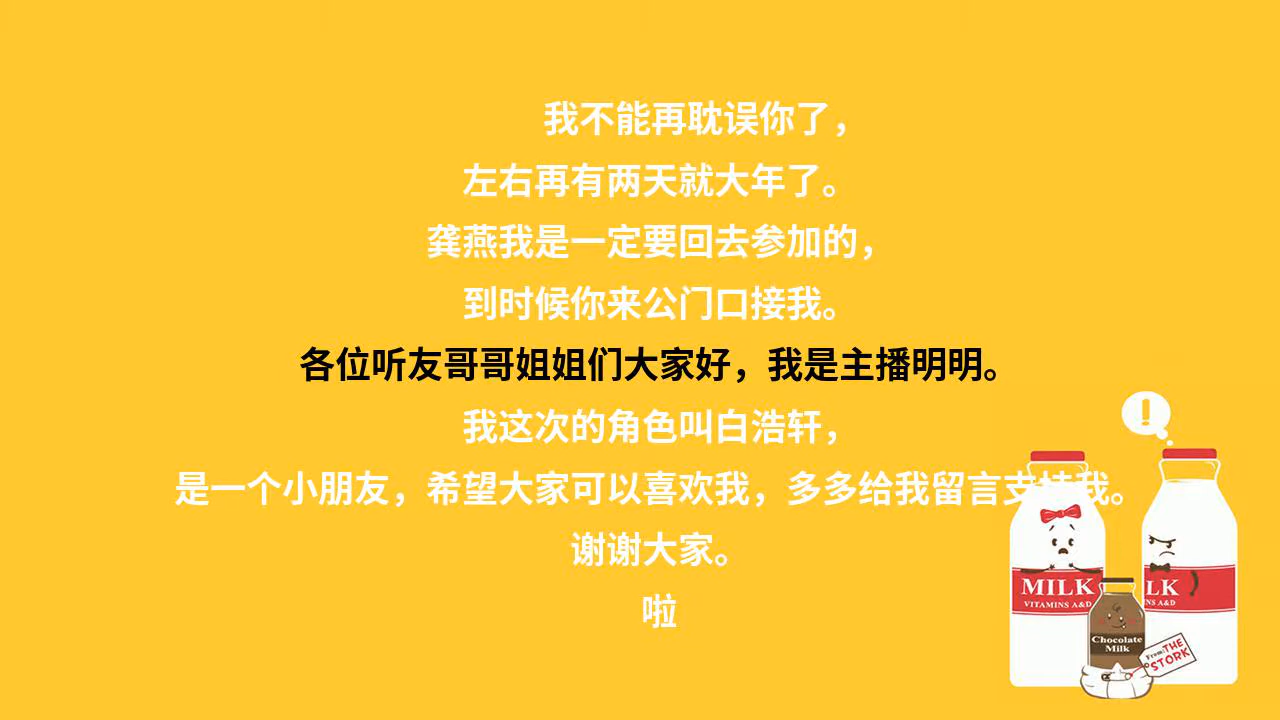 我不能再耽误你了，
左右再有两天就大年了。
龚燕我是一定要回去参加的，
到时候你来公门口接我。
各位听友哥哥姐姐们大家好，我是主播明明。
我这次的角色叫白浩轩，
是一个小朋友，希望大家可以喜欢我，多多给我留言支持我。
谢谢大家。
啦
!
MILK
VITAMINS A&D
LK
NS A&D
Chocolate
Milk
From: THE
STORK